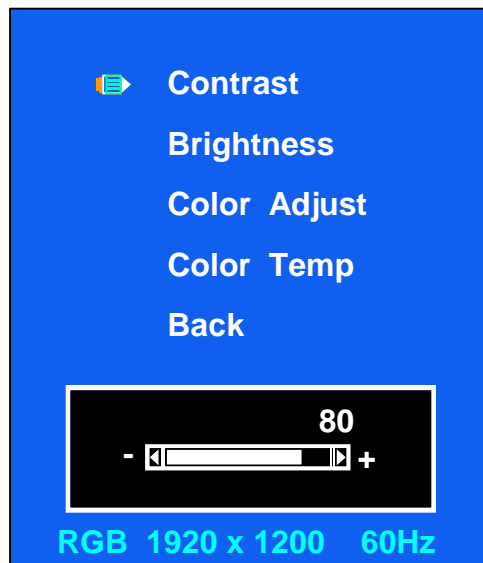 Contrast
Brightness
Color Adjust
Color Temp
Back
80
- +
RGB 1920 x 1200 60Hz